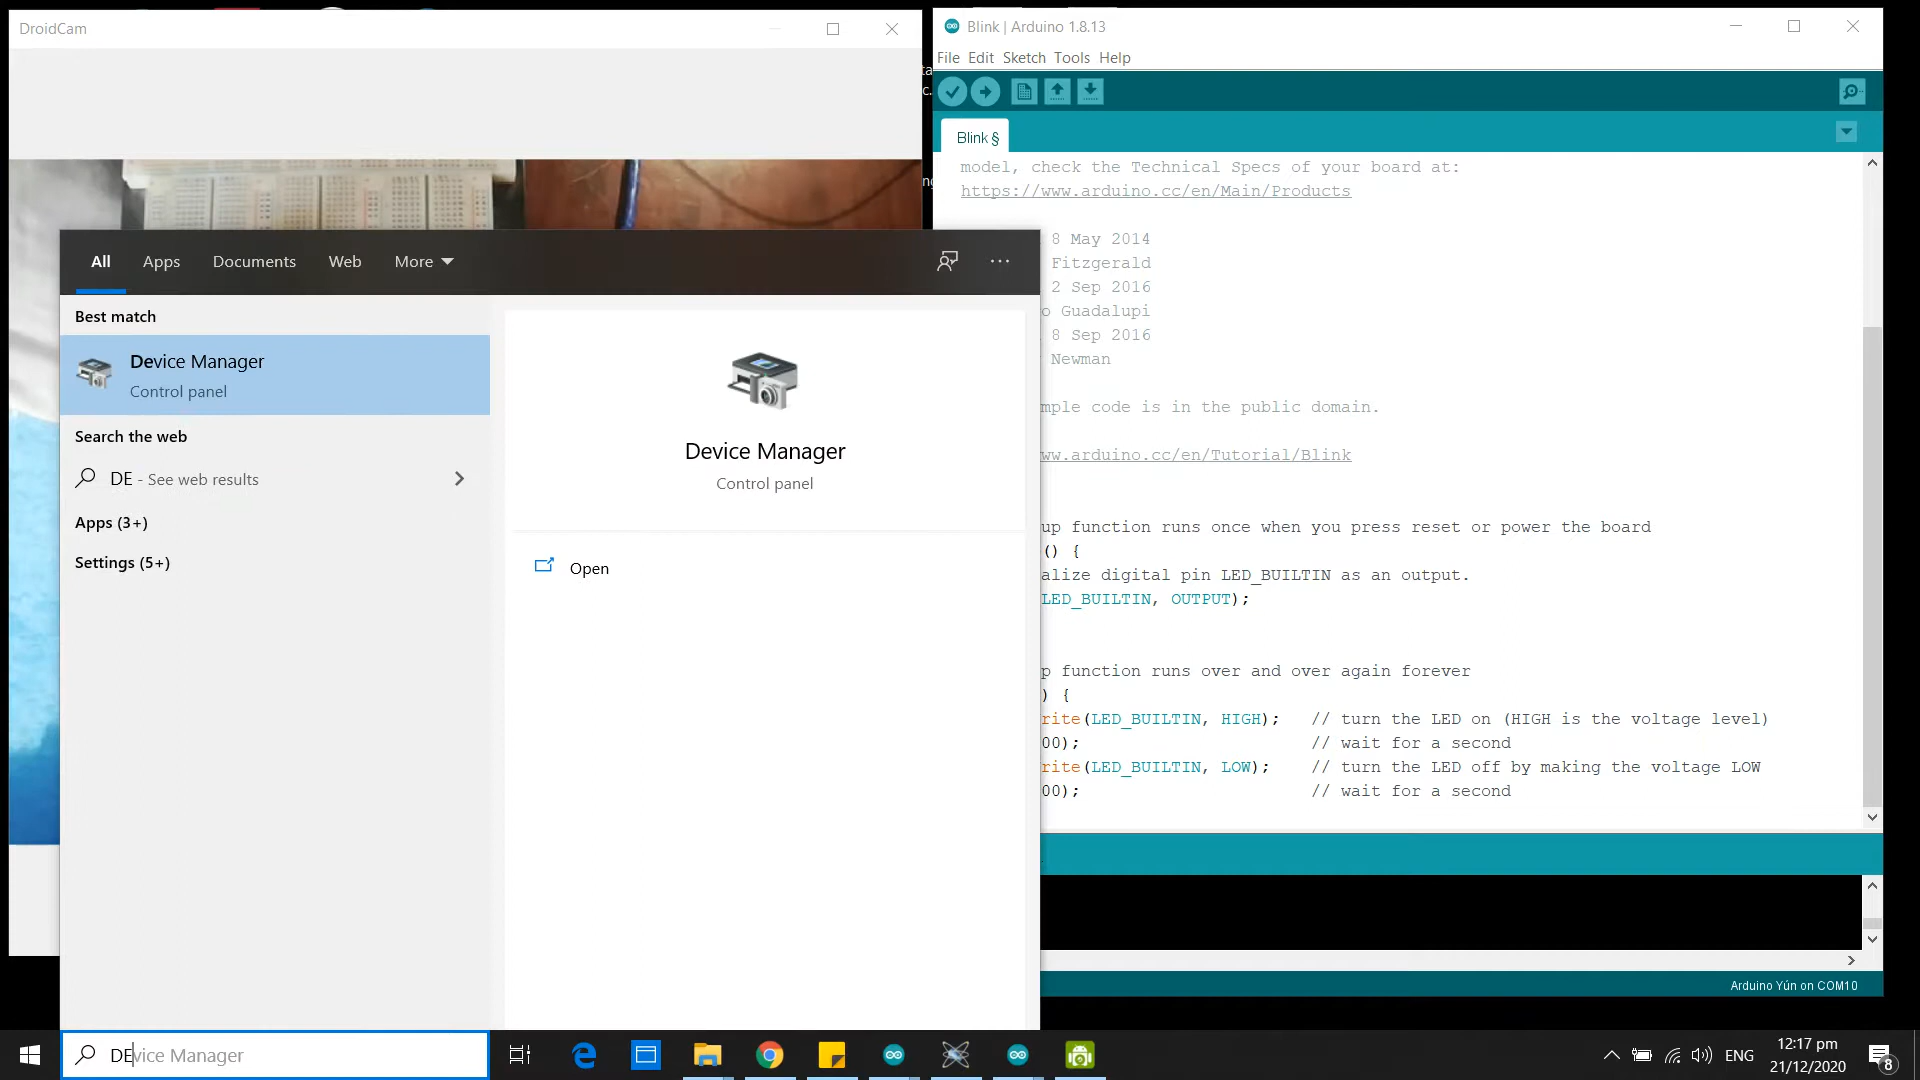 DroidCam
Blink | Arduino 1.8.13
File Edit Sketch Tools Help
Blink §
model, check the Technical Specs of your board at:
https://www.arduino.cc/en/Main/Products
8 May 2014
Fitzgerald
2 Sep 2016
o Guadalupi
8 Sep 2016
Newman
mple code is in the public domain.
ww.arduino.cc/en/Tutorial/Blink
up function runs once when you press reset or power the board
() {
alize digital pin LED_BUILTIN as an output.
LED_BUILTIN, OUTPUT);
p function runs over and over again forever
) {
rite(LED_BUILTIN, HIGH); // turn the LED on (HIGH is the voltage level)
00); // wait for a second
rite(LED_BUILTIN, LOW); // turn the LED off by making the voltage LOW
00); // wait for a second
Arduino Yún on COM10
All Apps Documents Web More
Best match
Device Manager
Control panel
Search the web
DE - See web results
Apps (3+)
Settings (5+)
Device Manager
Control panel
Open
DEvice Manager
ENG
12:17 pm
21/12/2020
8